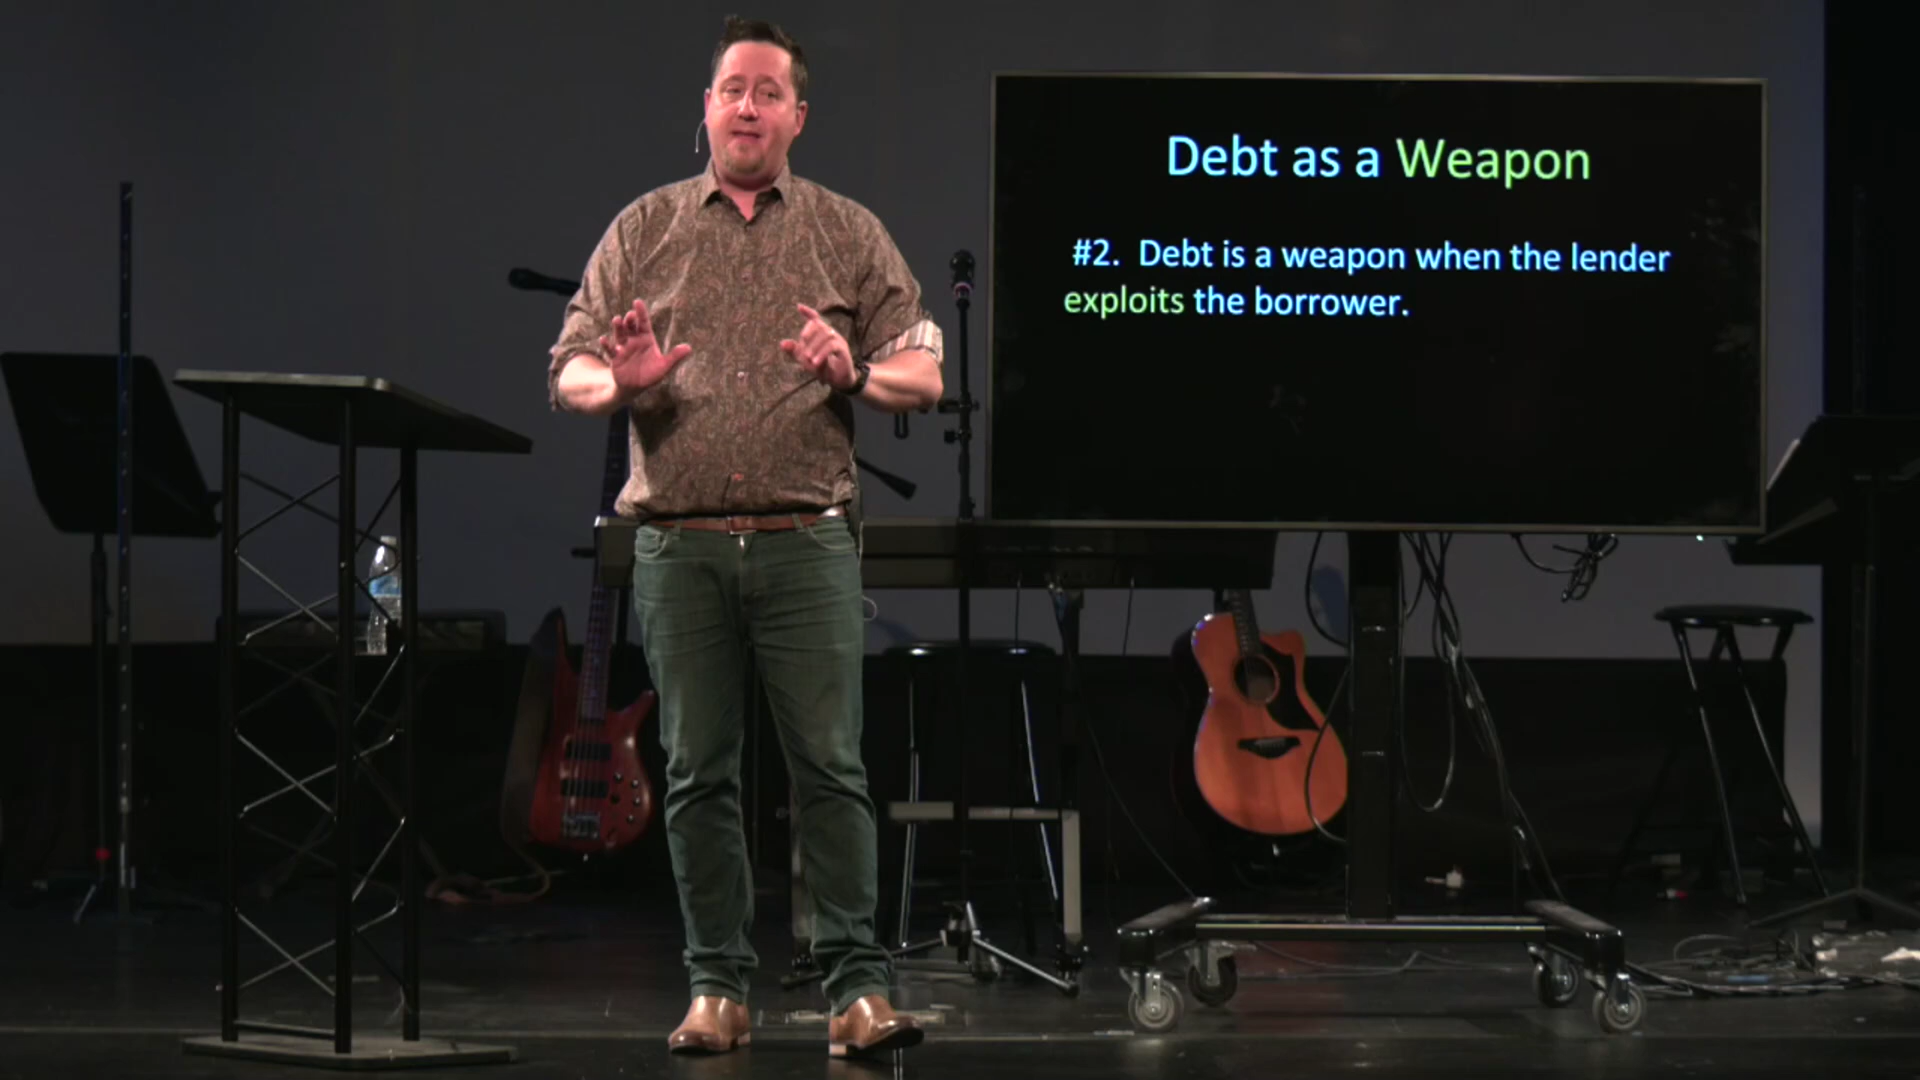 Debt as a Weapon
#2. Debt is a weapon when the lender
exploits the borrower.